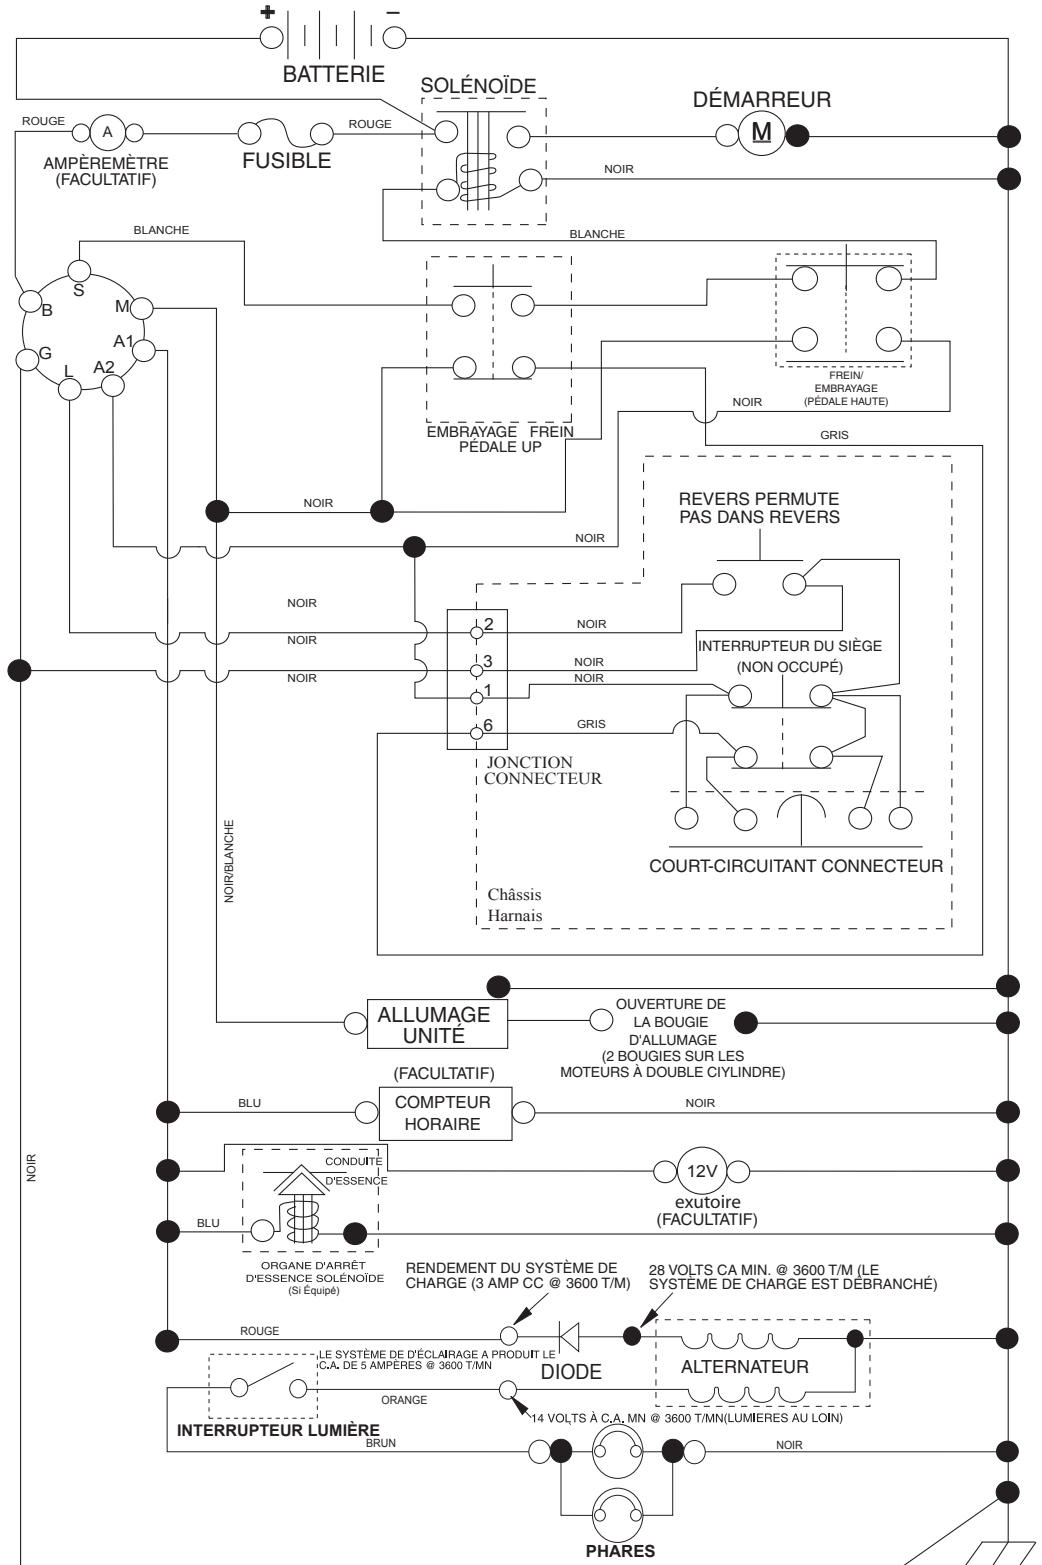 + −
BATTERIE
SOLÉNOÏDE
DÉMARREUR
ROUGE
A
ROUGE
M
AMPÈREMÈTRE
(FACULTATIF)
FUSIBLE
NOIR
BLANCHE
BLANCHE
S
B
M
G
A1
L
A2
FREIN/
EMBRAYAGE
(PÉDALE HAUTE)
NOIR
EMBRAYAGE FREIN
PÉDALE UP
GRIS
NOIR
REVERS PERMUTE
PAS DANS REVERS
NOIR
NOIR
2
NOIR
NOIR
INTERRUPTEUR DU SIÈGE
(NON OCCUPÉ)
3
NOIR
NOIR
NOIR
1
6
GRIS
JONCTION
CONNECTEUR
NOIR/BLANCHE
COURT-CIRCUITANT CONNECTEUR
Châssis
Harnais
ALLUMAGE
UNITÉ
OUVERTURE DE
LA BOUGIE
D'ALLUMAGE
(2 BOUGIES SUR LES
MOTEURS À DOUBLE CIYLINDRE)
(FACULTATIF)
BLU
COMPTEUR
HORAIRE
NOIR
NOIR
CONDUITE
D'ESSENCE
12V
exutoire
(FACULTATIF)
BLU
ORGANE D'ARRÊT
D'ESSENCE SOLÉNOÏDE
(Si Équipé)
RENDEMENT DU SYSTÈME DE
CHARGE (3 AMP CC @ 3600 T/M)
28 VOLTS CA MIN. @ 3600 T/M (LE
SYSTÈME DE CHARGE EST DÉBRANCHÉ)
ROUGE
DIODE
ALTERNATEUR
LE SYSTÈME DE D'ÉCLAIRAGE A PRODUIT LE
C.A. DE 5 AMPÈRES @ 3600 T/MN
ORANGE
14 VOLTS À C.A. MN @ 3600 T/MN(LUMIERES AU LOIN)
INTERRUPTEUR LUMIÈRE
BRUN
NOIR
PHARES